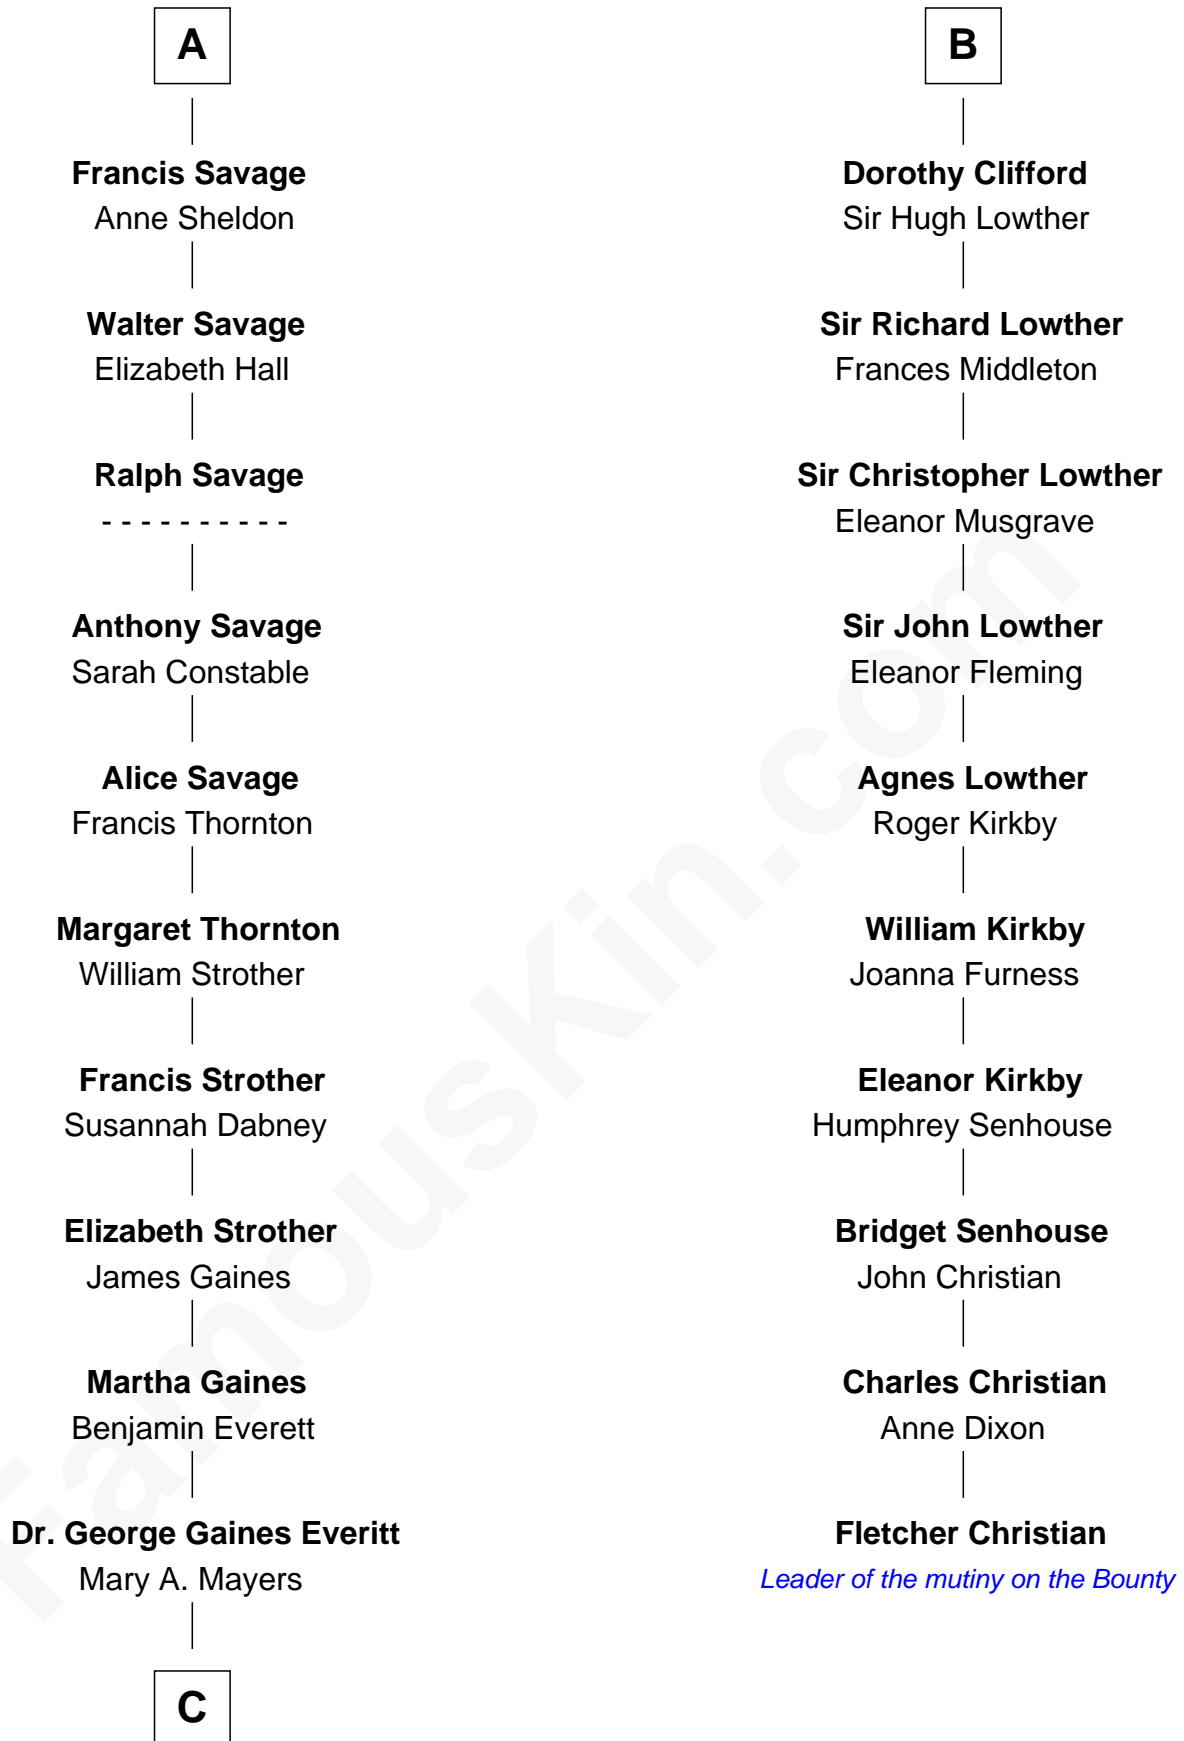 A
Francis Savage
Anne Sheldon
Walter Savage
Elizabeth Hall
Ralph Savage
- - - - - - - - - -
Anthony Savage
Sarah Constable
Alice Savage
Francis Thornton
Margaret Thornton
William Strother
Francis Strother
Susannah Dabney
Elizabeth Strother
James Gaines
Martha Gaines
Benjamin Everett
Dr. George Gaines Everitt
Mary A. Mayers
C
B
Dorothy Clifford
Sir Hugh Lowther
Sir Richard Lowther
Frances Middleton
Sir Christopher Lowther
Eleanor Musgrave
Sir John Lowther
Eleanor Fleming
Agnes Lowther
Roger Kirkby
William Kirkby
Joanna Furness
Eleanor Kirkby
Humphrey Senhouse
Bridget Senhouse
John Christian
Charles Christian
Anne Dixon
Fletcher Christian
Leader of the mutiny on the Bounty
FamousKin.com